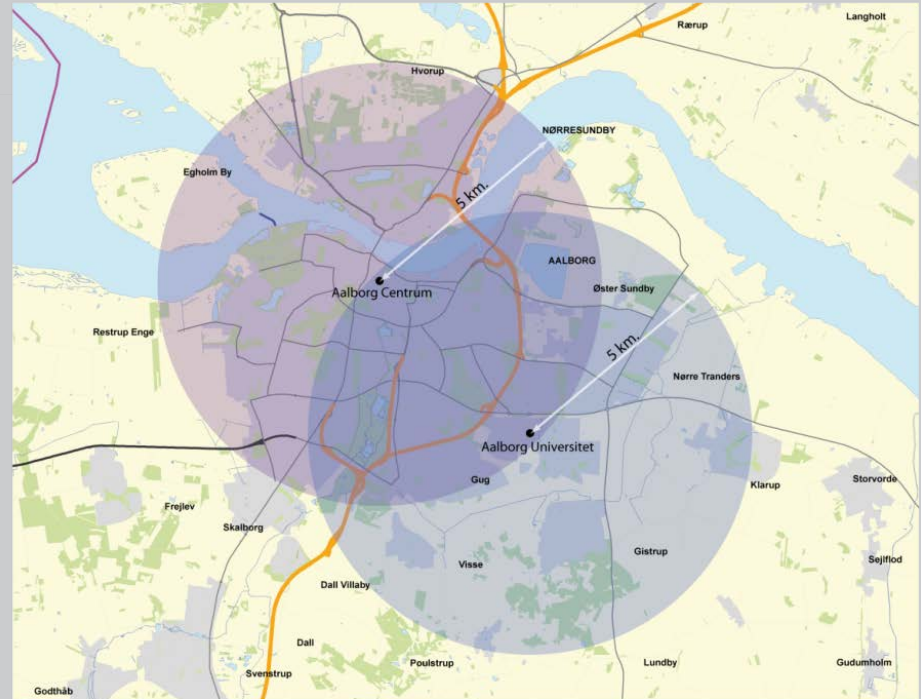 Langholt
Rærup
Hvorup
NØRRESUNDBY
Egholm By
5 km.
AALBORG
Øster Sundby
Aalborg Centrum
Restrup Enge
5 km.
Nørre Tranders
Aalborg Universitet
Gug
Klarup
Storvorde
Frejlev
Skalborg
Gistrup
Sejlflod
Visse
Dall Villaby
Dall
Poulstrup
Lundby
Gudumholm
Svenstrup
Godthåb